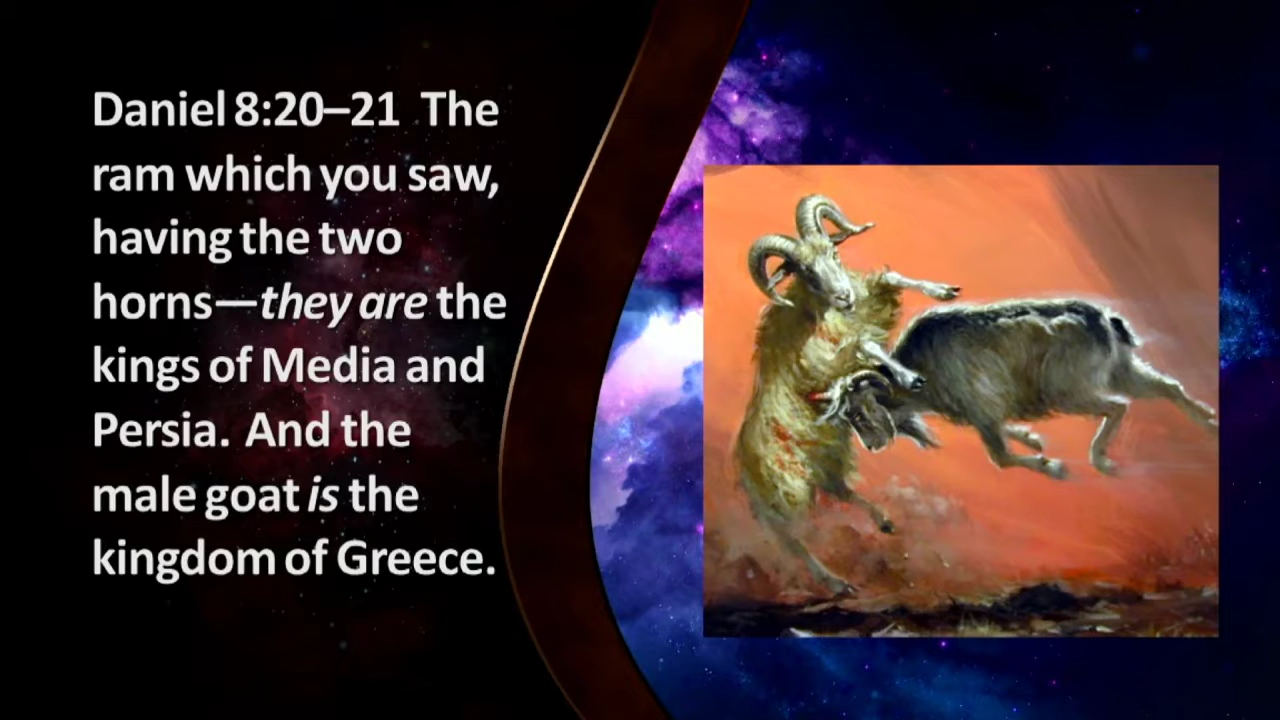 Daniel 8:20–21 The
ram which you saw,
having the two
horns—they are the
kings of Media and
Persia. And the
male goat is the
kingdom of Greece.